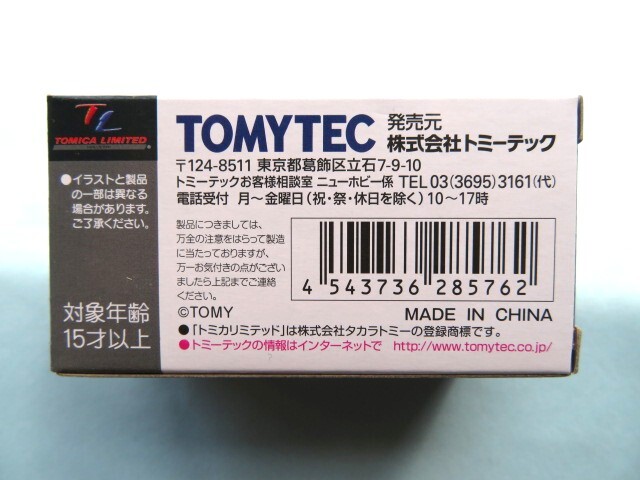 TL
TOMICA LIMITED
●イラストと製品
の一部は異なる
場合があります。
ご了承ください。
対象年齢
15才以上
TOMYTEC
発売元
株式会社トミーテック
〒124-8511 東京都葛飾区立石7-9-10
トミーテックお客様相談室 ニューホビー係 TEL 03(3695)3161(代)
電話受付 月～金曜日(祝・祭・休日を除く)10～17時
製品につきましては、
万全の注意をはらって製造
に当たっておりますが、
万一お気付きの点がござい
ましたら上記までご連絡
ください。
4 543736 285762
©TOMY
MADE IN CHINA
●「トミカリミテッド」は株式会社タカラトミーの登録商標です。
●トミーテックの情報はインターネットで http://www.tomytec.co.jp/